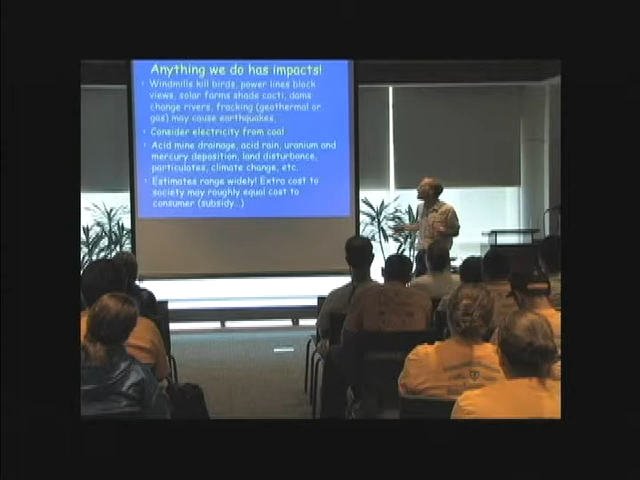 Anything we do has impacts!
• Windmills kill birds, power lines block
views, solar farms shade cacti, dams
change rivers, fracking (geothermal or
gas) may cause earthquakes,
• Consider electricity from coal
• Acid mine drainage, acid rain, uranium and
mercury deposition, land disturbance,
particulates, climate change, etc.
• Estimates range widely! Extra cost to
society may roughly equal cost to
consumer (subsidy...)